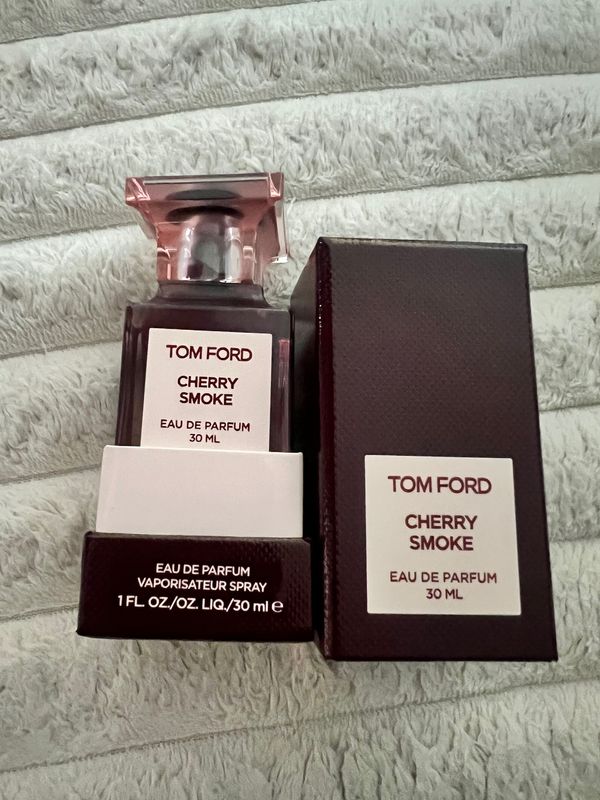 TOM FORD
CHERRY
SMOKE
EAU DE PARFUM
30 ML
EAU DE PARFUM
VAPORISATEUR SPRAY
1 FL. OZ./OZ. LIQ./30 ml ℮
TOM FORD
CHERRY
SMOKE
EAU DE PARFUM
30 ML